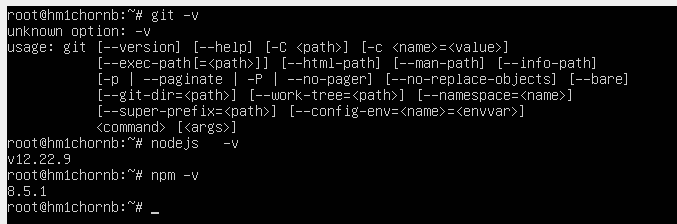 root@hm1chornb:~# git -v
unknown option: -v
usage: git [--version] [--help] [-C <path>] [-c <name>=<value>]
           [--exec-path[=<path>]] [--html-path] [--man-path] [--info-path]
           [-p | --paginate | -P | --no-pager] [--no-replace-objects] [--bare]
           [--git-dir=<path>] [--work-tree=<path>] [--namespace=<name>]
           [--super-prefix=<path>] [--config-env=<name>=<envvar>]
           <command> [<args>]
root@hm1chornb:~# nodejs   -v
v12.22.9
root@hm1chornb:~# npm -v
8.5.1
root@hm1chornb:~# _